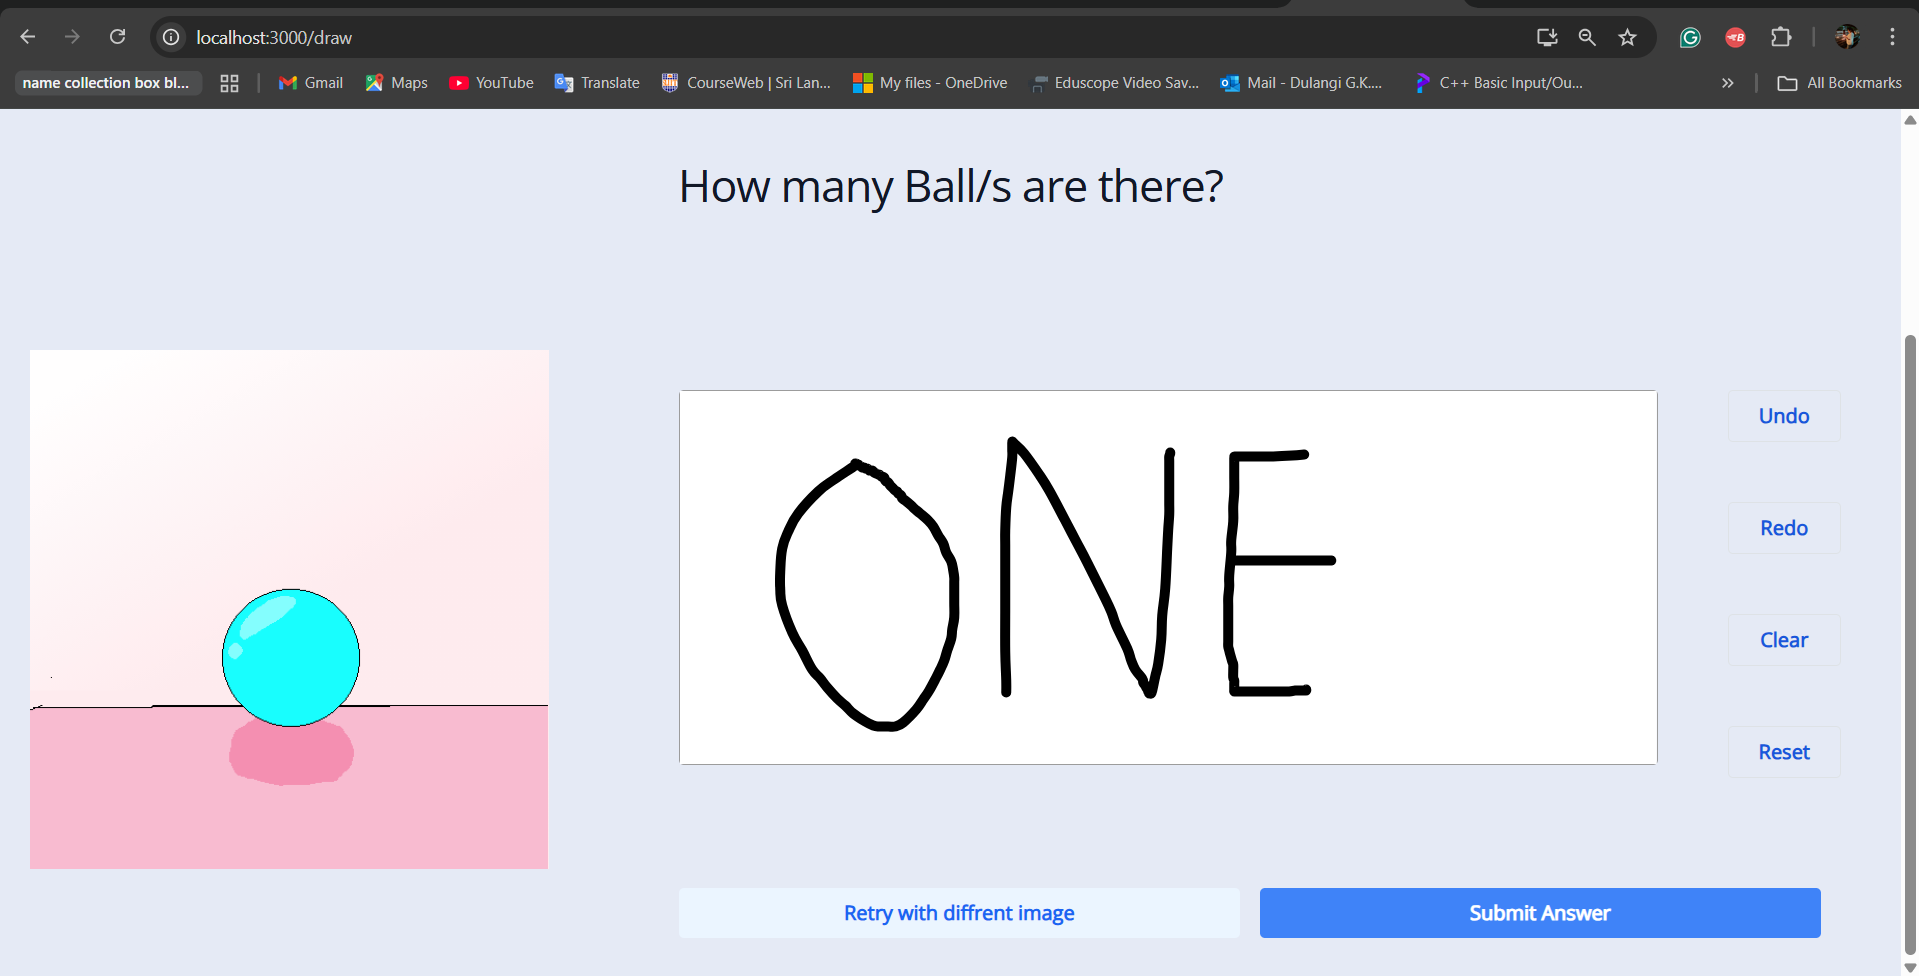 localhost:3000/draw
name collection box bl...
Gmail
Maps
YouTube
Translate
CourseWeb | Sri Lan...
My files - OneDrive
Eduscope Video Sav...
Mail - Dulangi G.K....
C++ Basic Input/Ou...
»
All Bookmarks
How many Ball/s are there?
ONE
Undo
Redo
Clear
Reset
Retry with diffrent image
Submit Answer